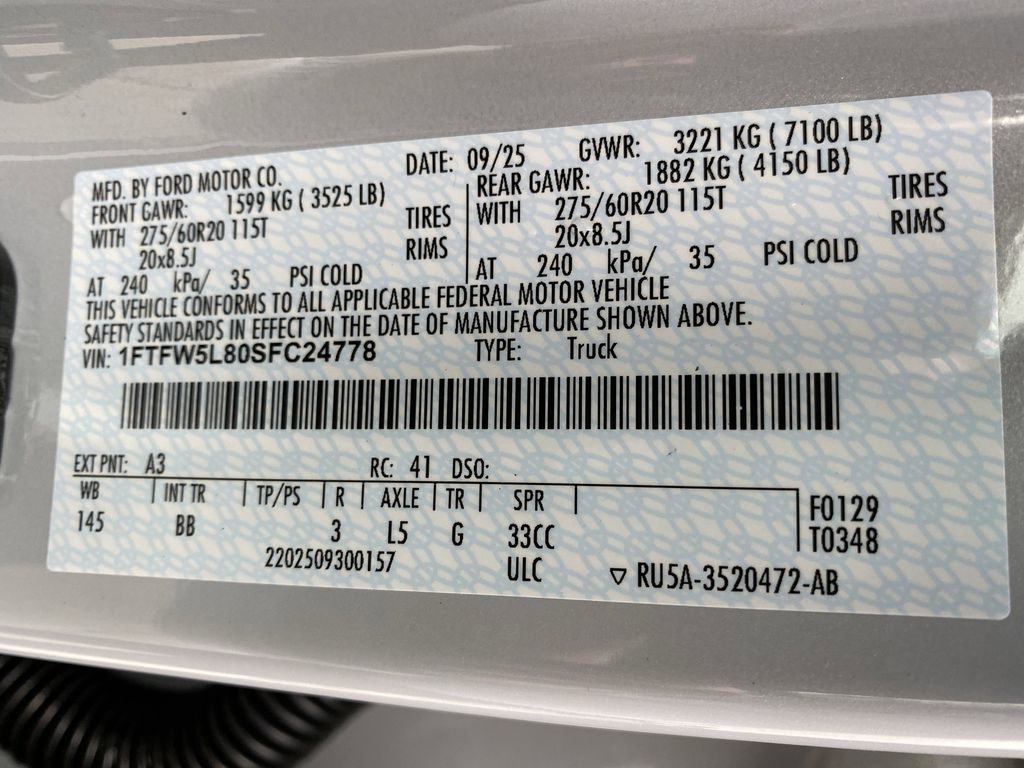 MFD. BY FORD MOTOR CO. DATE: 09/25 GVWR: 3221 KG ( 7100 LB)
FRONT GAWR: 1599 KG ( 3525 LB) REAR GAWR: 1882 KG ( 4150 LB)
WITH 275/60R20 115T TIRES WITH 275/60R20 115T TIRES
20x8.5J RIMS 20x8.5J RIMS
AT 240 kPa/ 35 PSI COLD AT 240 kPa/ 35 PSI COLD
THIS VEHICLE CONFORMS TO ALL APPLICABLE FEDERAL MOTOR VEHICLE
SAFETY STANDARDS IN EFFECT ON THE DATE OF MANUFACTURE SHOWN ABOVE.
VIN: 1FTFW5L80SFC24778 TYPE: Truck
EXT PNT: A3 RC: 41 DSO:
WB INT TR TP/PS R AXLE TR SPR F0129
145 BB 3 L5 G 33CC T0348
2202509300157 ULC ▽ RU5A-3520472-AB